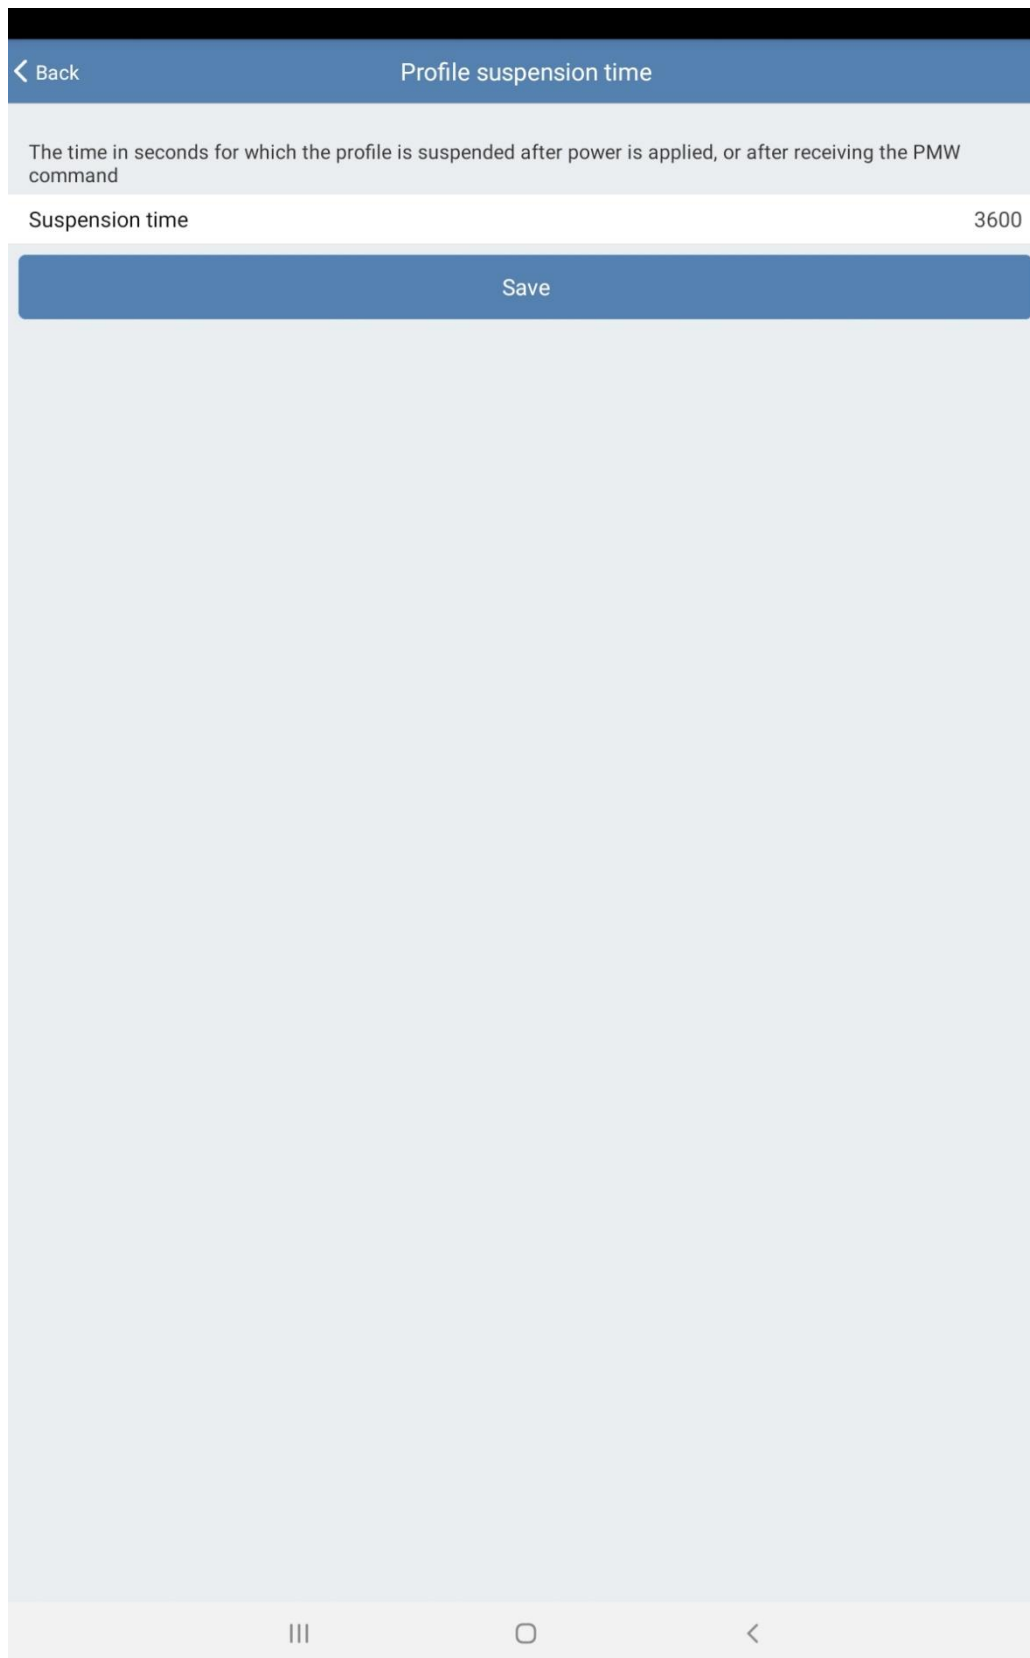 Back
Profile suspension time
The time in seconds for which the profile is suspended after power is applied, or after receiving the PMW
command
Suspension time 3600
Save